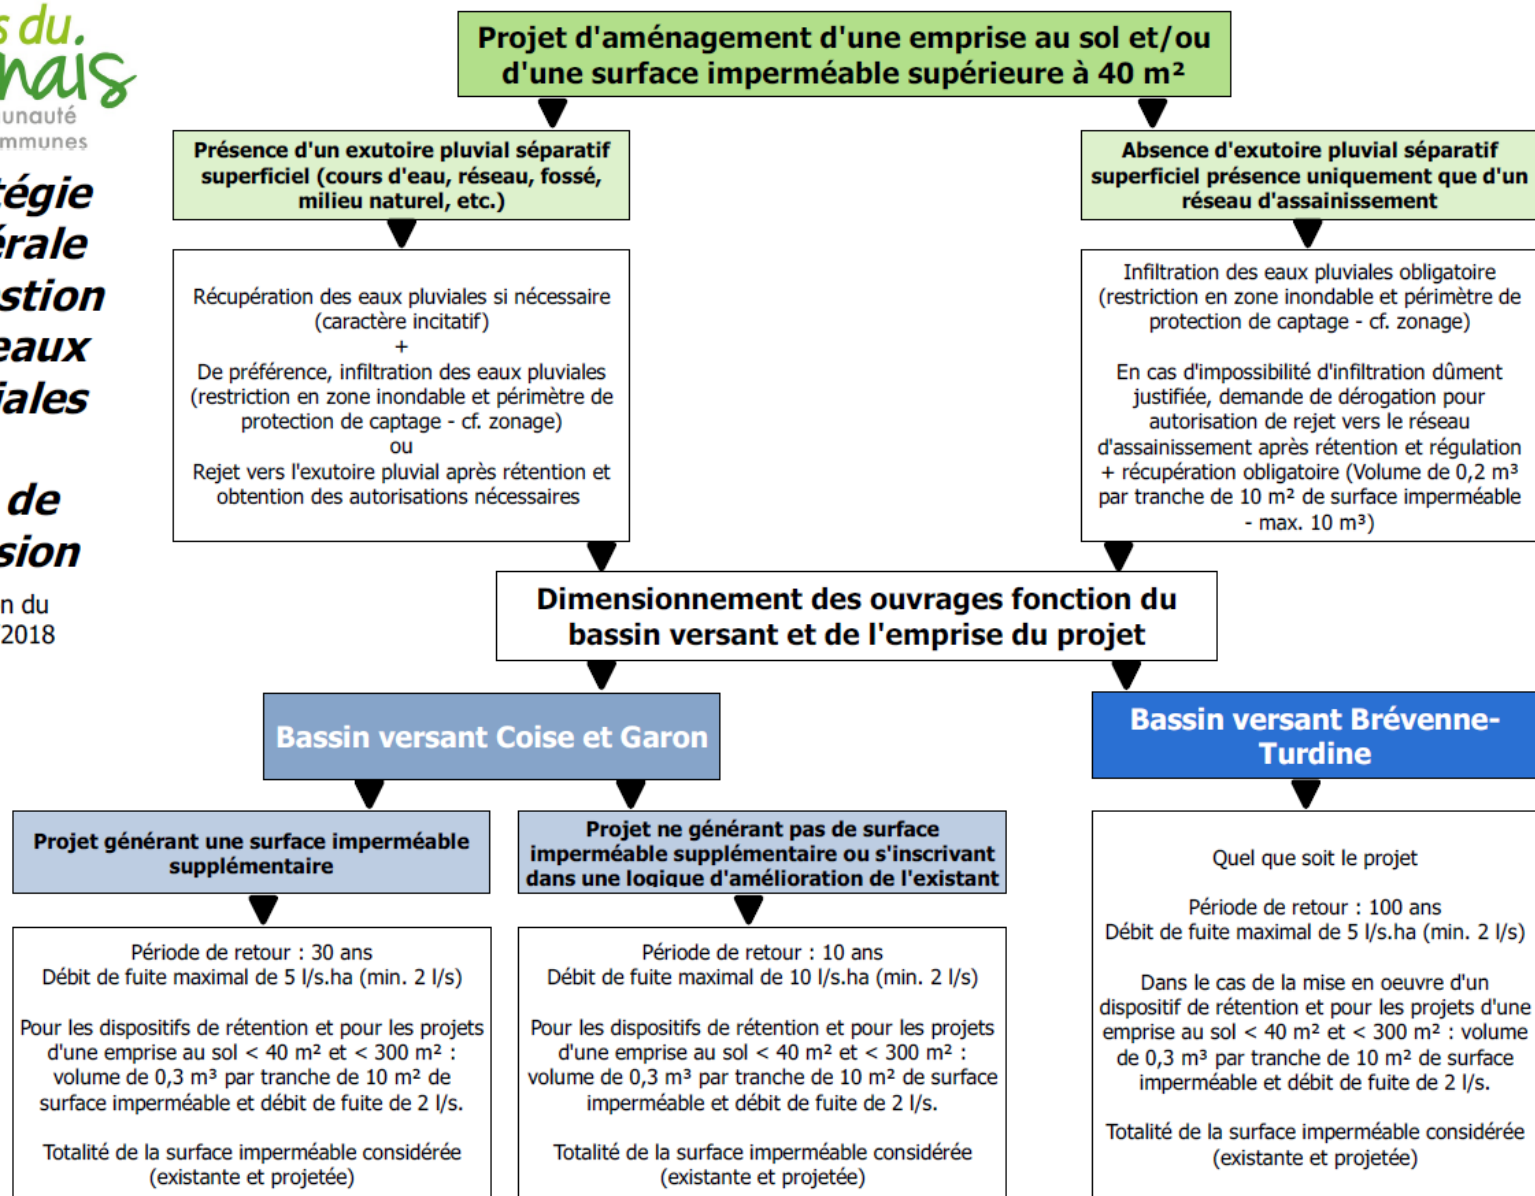 s du.
nais
unauté
mmunes
tégie
érale
stion
eaux
iales
de
sion
n du
2018
Projet d'aménagement d'une emprise au sol et/ou
d'une surface imperméable supérieure à 40 m²
Présence d'un exutoire pluvial séparatif
superficiel (cours d'eau, réseau, fossé,
milieu naturel, etc.)
Absence d'exutoire pluvial séparatif
superficiel présence uniquement que d'un
réseau d'assainissement
Récupération des eaux pluviales si nécessaire
(caractère incitatif)
+
De préférence, infiltration des eaux pluviales
(restriction en zone inondable et périmètre de
protection de captage - cf. zonage)
ou
Rejet vers l'exutoire pluvial après rétention et
obtention des autorisations nécessaires
Infiltration des eaux pluviales obligatoire
(restriction en zone inondable et périmètre de
protection de captage - cf. zonage)
En cas d'impossibilité d'infiltration dûment
justifiée, demande de dérogation pour
autorisation de rejet vers le réseau
d'assainissement après rétention et régulation
+ récupération obligatoire (Volume de 0,2 m³
par tranche de 10 m² de surface imperméable
- max. 10 m³)
Dimensionnement des ouvrages fonction du
bassin versant et de l'emprise du projet
Bassin versant Coise et Garon
Bassin versant Brévenne-
Turdine
Projet générant une surface imperméable
supplémentaire
Projet ne générant pas de surface
imperméable supplémentaire ou s'inscrivant
dans une logique d'amélioration de l'existant
Période de retour : 30 ans
Débit de fuite maximal de 5 l/s.ha (min. 2 l/s)
Pour les dispositifs de rétention et pour les projets
d'une emprise au sol < 40 m² et < 300 m² :
volume de 0,3 m³ par tranche de 10 m² de
surface imperméable et débit de fuite de 2 l/s.
Totalité de la surface imperméable considérée
(existante et projetée)
Période de retour : 10 ans
Débit de fuite maximal de 10 l/s.ha (min. 2 l/s)
Pour les dispositifs de rétention et pour les projets
d'une emprise au sol < 40 m² et < 300 m² :
volume de 0,3 m³ par tranche de 10 m² de surface
imperméable et débit de fuite de 2 l/s.
Totalité de la surface imperméable considérée
(existante et projetée)
Quel que soit le projet
Période de retour : 100 ans
Débit de fuite maximal de 5 l/s.ha (min. 2 l/s)
Dans le cas de la mise en oeuvre d'un
dispositif de rétention et pour les projets d'une
emprise au sol < 40 m² et < 300 m² : volume
de 0,3 m³ par tranche de 10 m² de surface
imperméable et débit de fuite de 2 l/s.
Totalité de la surface imperméable considérée
(existante et projetée)